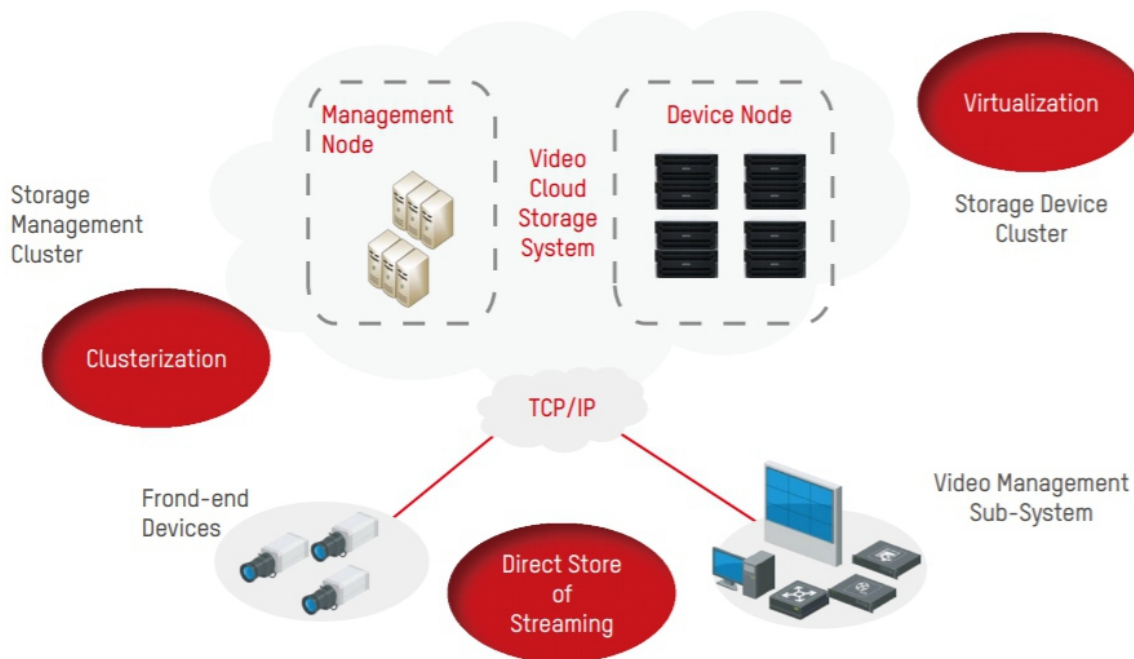 Management
Node
Device Node
Virtualization
Video
Cloud
Storage
System
Storage
Management
Cluster
Storage Device
Cluster
Clusterization
TCP/IP
Frond-end
Devices
Direct Store
of
Streaming
Video Management
Sub-System